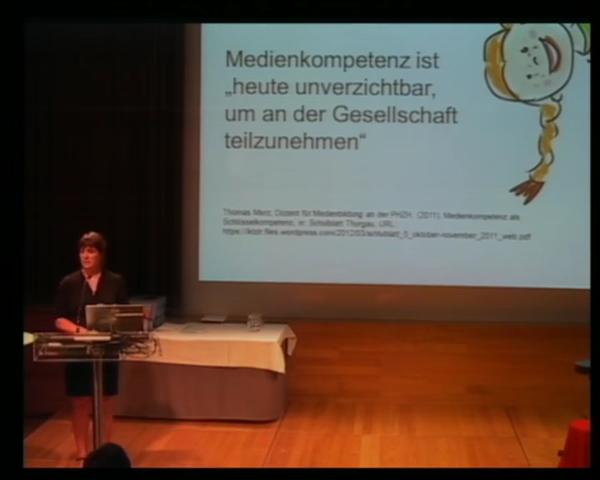 Medienkompetenz ist
„heute unverzichtbar,
um an der Gesellschaft
teilzunehmen“
Thomas Merz, Dozent für Medienbildung an der PHZH. (2011). Medienkompetenz als
Schlüsselkompetenz, in: Schulblatt Thurgau, URL: